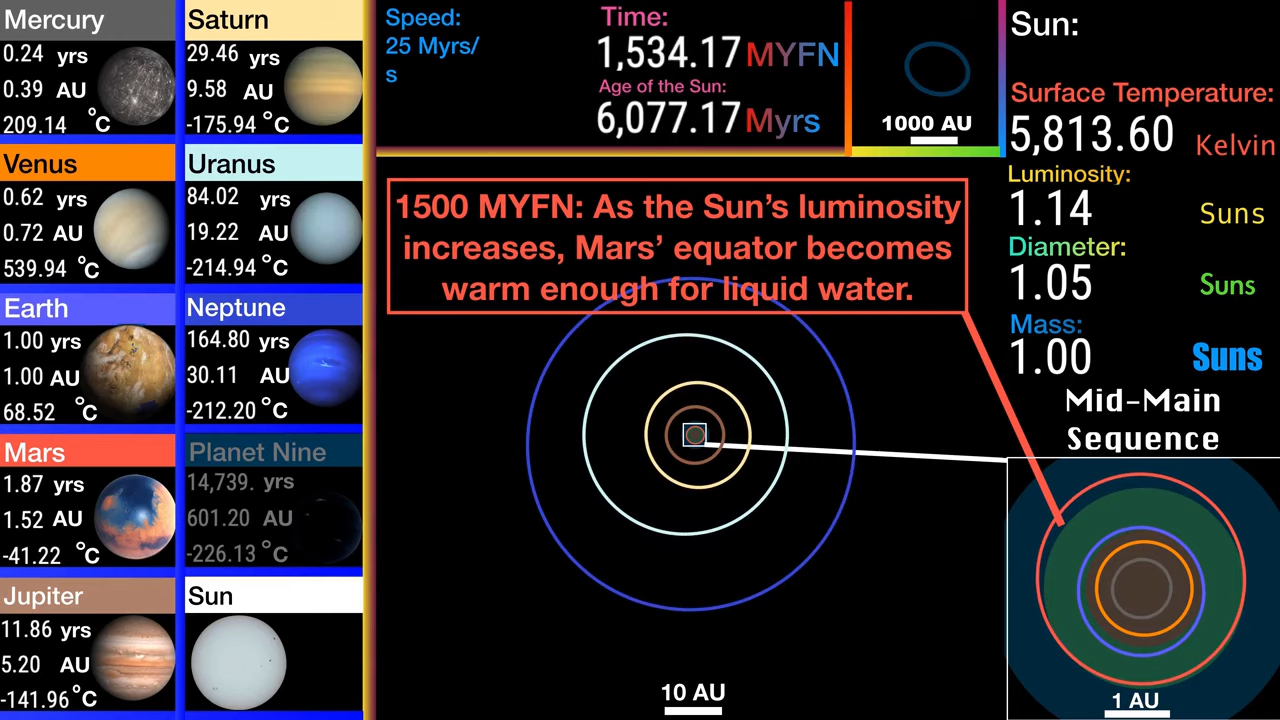 Mercury
0.24 yrs
0.39 AU
209.14 °C
Venus
0.62 yrs
0.72 AU
539.94 °C
Earth
1.00 yrs
1.00 AU
68.52 °C
Mars
1.87 yrs
1.52 AU
-41.22 °C
Jupiter
11.86 yrs
5.20 AU
-141.96 °C
Saturn
29.46 yrs
9.58 AU
-175.94 °C
Uranus
84.02 yrs
19.22 AU
-214.94 °C
Neptune
164.80 yrs
30.11 AU
-212.20 °C
Planet Nine
14,739. yrs
601.20 AU
-226.13 °C
Sun
Speed:
25 Myrs/
s
Time:
1,534.17 MYFN
Age of the Sun:
6,077.17 Myrs
1000 AU
1500 MYFN: As the Sun's luminosity
increases, Mars' equator becomes
warm enough for liquid water.
10 AU
Sun:
Surface Temperature:
5,813.60 Kelvin
Luminosity:
1.14 Suns
Diameter:
1.05 Suns
Mass:
1.00 Suns
Mid-Main
Sequence
1 AU